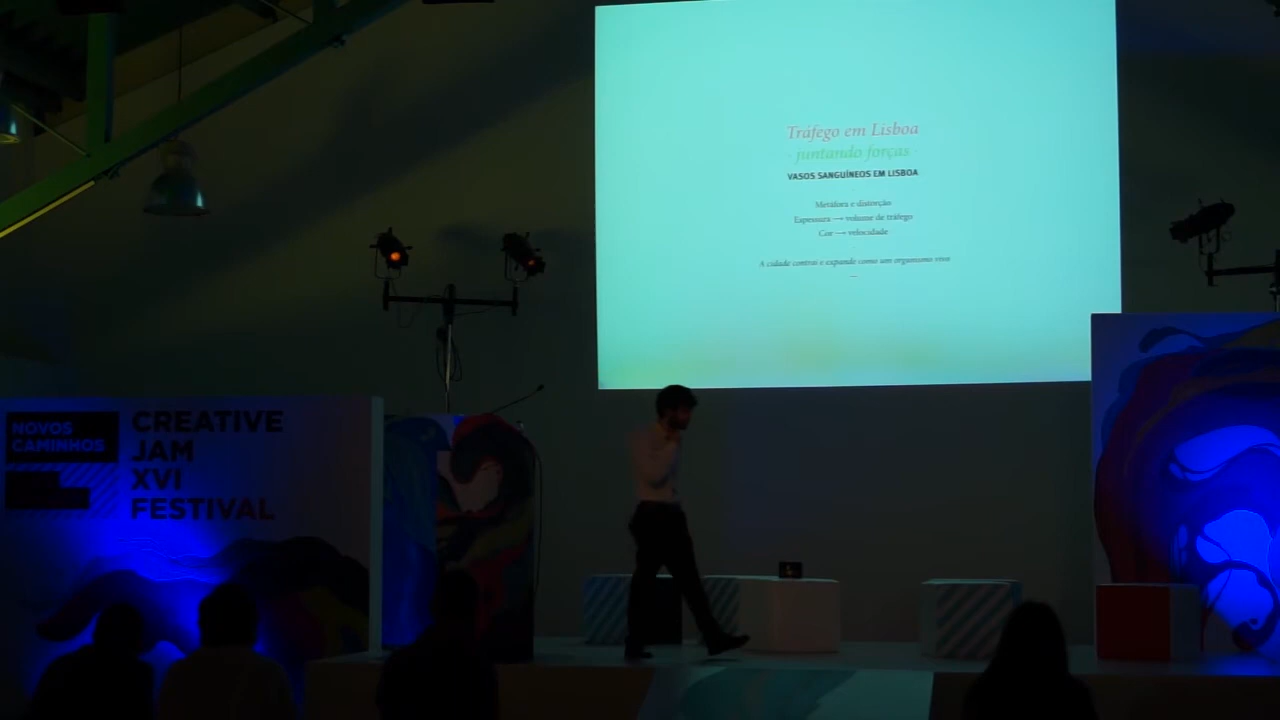 Tráfego em Lisboa
· juntando forças ·
VASOS SANGUÍNEOS EM LISBOA
Metáfora e distorção
Espessura → volume de tráfego
Cor → velocidade
A cidade contrai e expande como um organismo vivo
NOVOS
CAMINHOS
CREATIVE
JAM
XVI
FESTIVAL